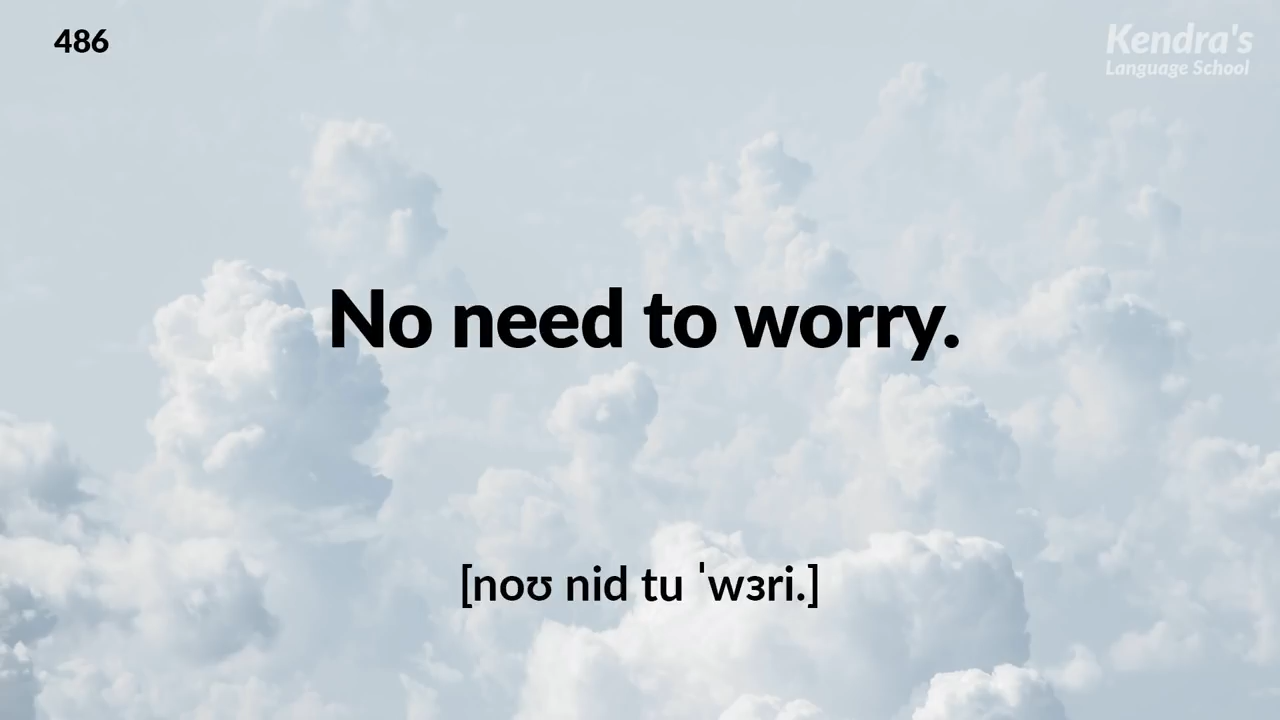 486
Kendra's
Language School
No need to worry.
[noʊ nid tu ˈwɜri.]